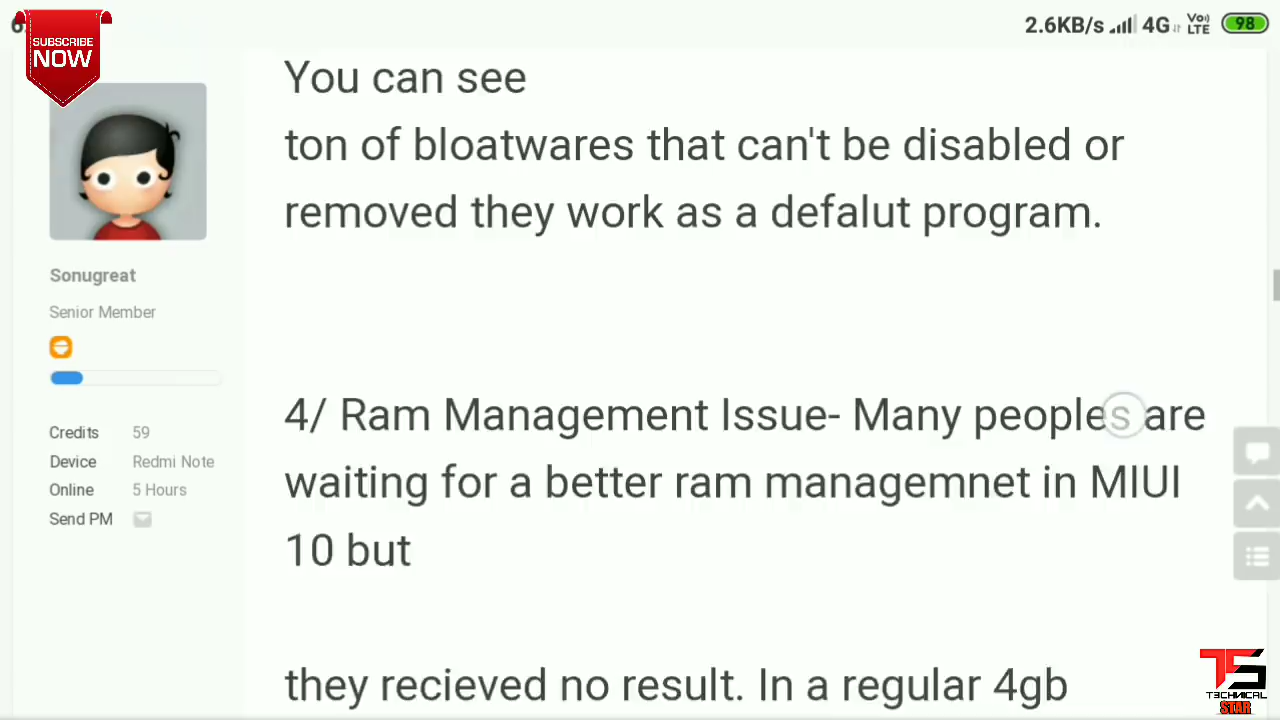 6
2.6KB/s 4G Vo) LTE 98
SUBSCRIBE
NOW
You can see
ton of bloatwares that can't be disabled or
removed they work as a defalut program.
Sonugreat
Senior Member
Credits 59
Device Redmi Note
Online 5 Hours
Send PM
4/ Ram Management Issue- Many peoples are
waiting for a better ram managemnet in MIUI
10 but
they recieved no result. In a regular 4gb
TS
TECHNICAL
STAR